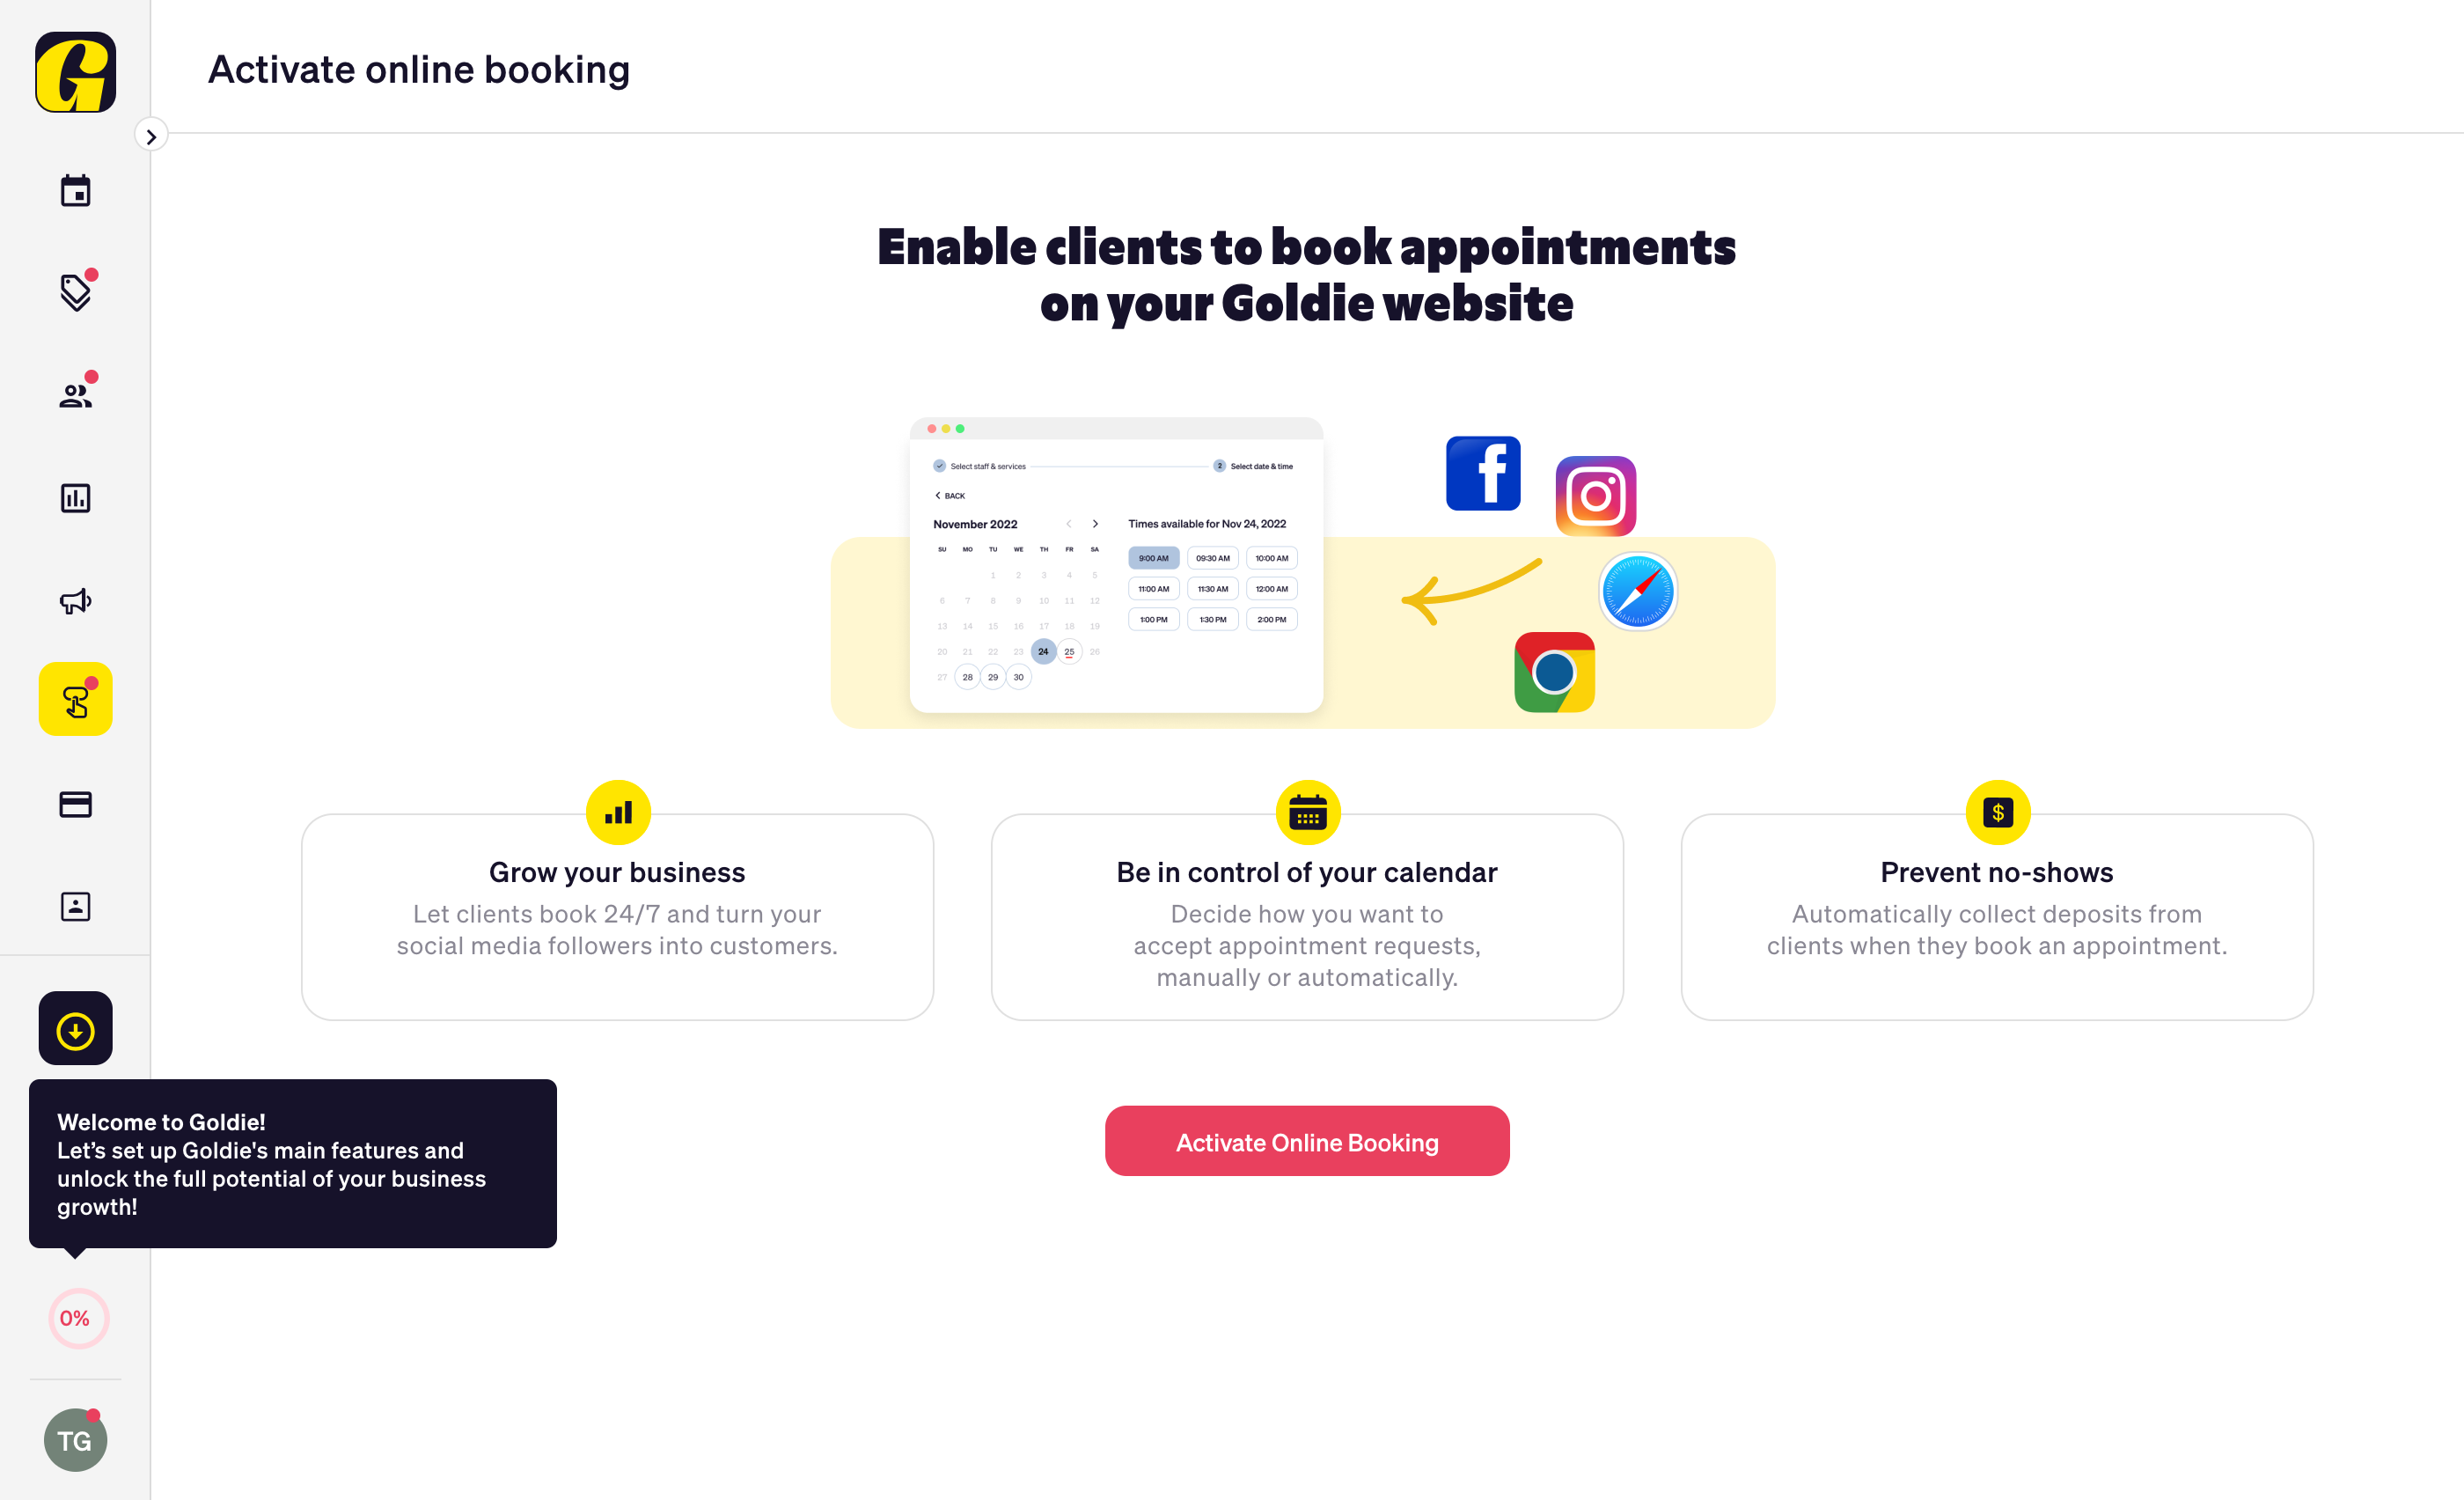 G
Activate online booking
Enable clients to book appointments
on your Goldie website
Select staff & services
2 Select date & time
BACK
November 2022
Times available for Nov 24, 2022
SU MO TU WE TH FR SA
1 2 3 4 5
6 7 8 9 10 11 12
13 14 15 16 17 18 19
20 21 22 23 24 25 26
27 28 29 30
9:00 AM 09:30 AM 10:00 AM
11:00 AM 11:30 AM 12:00 AM
1:00 PM 1:30 PM 2:00 PM
f
Grow your business
Let clients book 24/7 and turn your
social media followers into customers.
Be in control of your calendar
Decide how you want to
accept appointment requests,
manually or automatically.
$
Prevent no-shows
Automatically collect deposits from
clients when they book an appointment.
Activate Online Booking
Welcome to Goldie!
Let’s set up Goldie's main features and
unlock the full potential of your business
growth!
0%
TG